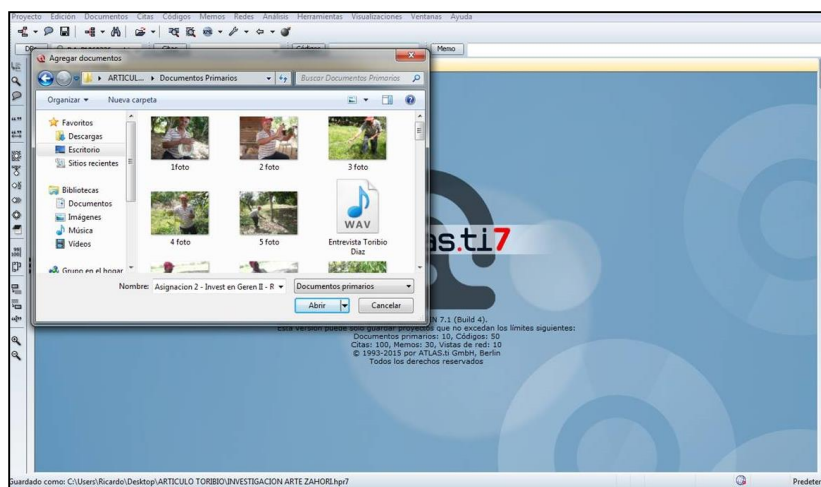 Proyecto Edición Documentos Citas Códigos Memos Redes Análisis Herramientas Visualizaciones Ventanas Ayuda
Citas
Códigos
Memo
Agregar documentos
ARTICUL... Documentos Primarios
Buscar Documentos Primarios
Organizar
Nueva carpeta
Favoritos
Descargas
Escritorio
Sitios recientes
Bibliotecas
Documentos
Imágenes
Música
Vídeos
Grupo en el hogar
1foto
2 foto
3 foto
4 foto
5 foto
WAV
Entrevista Toribio Diaz
Nombre: Asignacion 2 - Invest en Geren II - R
Documentos primarios
Abrir
Cancelar
as.ti7
N 7.1 (Build 4).
Esta versión puede solo guardar proyectos que no excedan los límites siguientes:
Documentos primarios: 10, Códigos: 50
Citas: 100, Memos: 30, Vistas de red: 10
© 1993-2015 por ATLAS.ti GmbH, Berlin
Todos los derechos reservados
Guardado como: C:\Users\Ricardo\Desktop\ARTICULO TORIBIO\INVESTIGACION ARTE ZAHORI.hpr7
Predeter